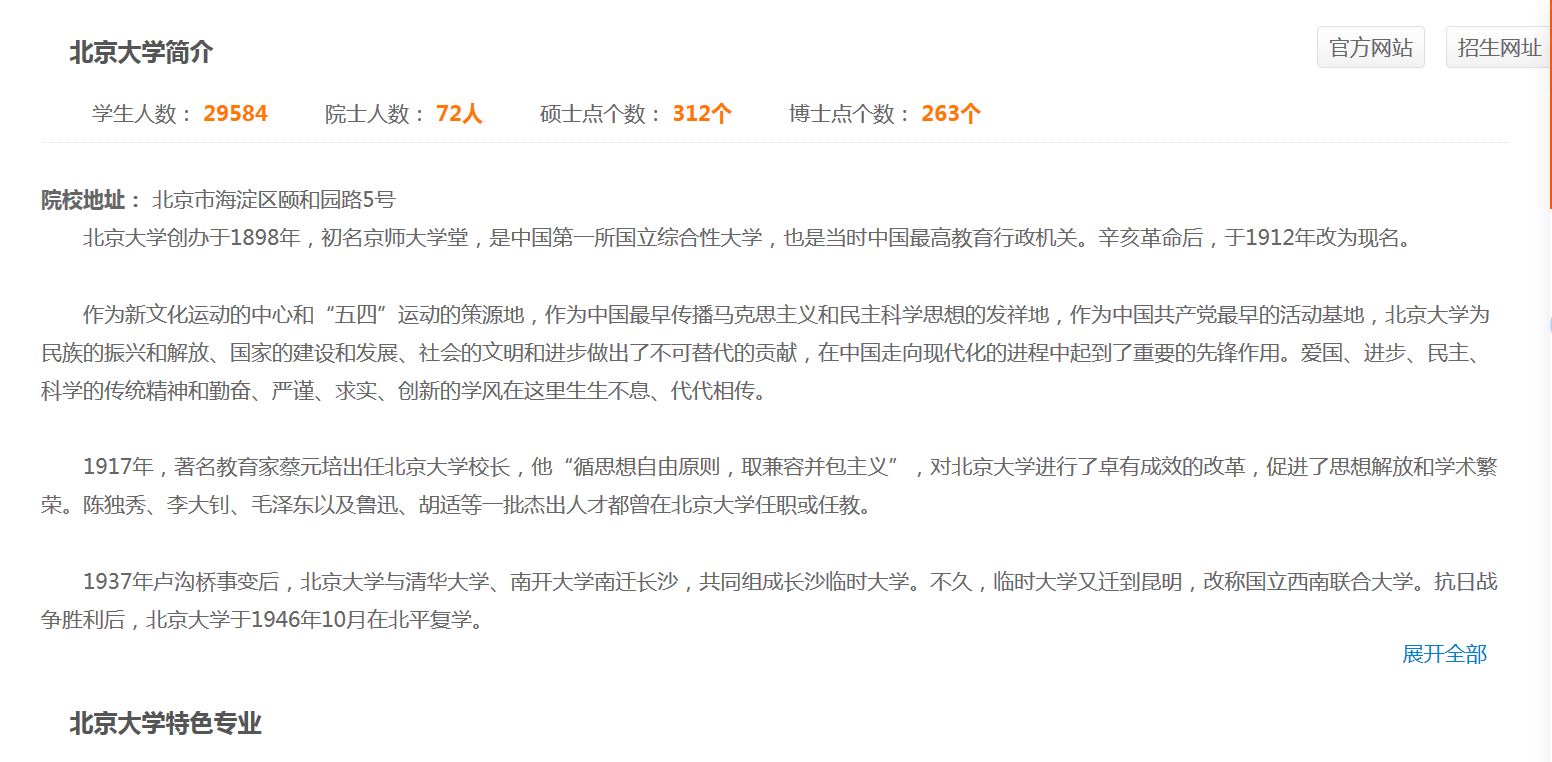 北京大学简介 官方网站 招生网址
学生人数： 29584 院士人数： 72人 硕士点个数： 312个 博士点个数： 263个
院校地址： 北京市海淀区颐和园路5号
北京大学创办于1898年，初名京师大学堂，是中国第一所国立综合性大学，也是当时中国最高教育行政机关。辛亥革命后，于1912年改为现名。
作为新文化运动的中心和“五四”运动的策源地，作为中国最早传播马克思主义和民主科学思想的发祥地，作为中国共产党最早的活动基地，北京大学为
民族的振兴和解放、国家的建设和发展、社会的文明和进步做出了不可替代的贡献，在中国走向现代化的进程中起到了重要的先锋作用。爱国、进步、民主、
科学的传统精神和勤奋、严谨、求实、创新的学风在这里生生不息、代代相传。
1917年，著名教育家蔡元培出任北京大学校长，他“循思想自由原则，取兼容并包主义”，对北京大学进行了卓有成效的改革，促进了思想解放和学术繁
荣。陈独秀、李大钊、毛泽东以及鲁迅、胡适等一批杰出人才都曾在北京大学任职或任教。
1937年卢沟桥事变后，北京大学与清华大学、南开大学南迁长沙，共同组成长沙临时大学。不久，临时大学又迁到昆明，改称国立西南联合大学。抗日战
争胜利后，北京大学于1946年10月在北平复学。
展开全部
北京大学特色专业